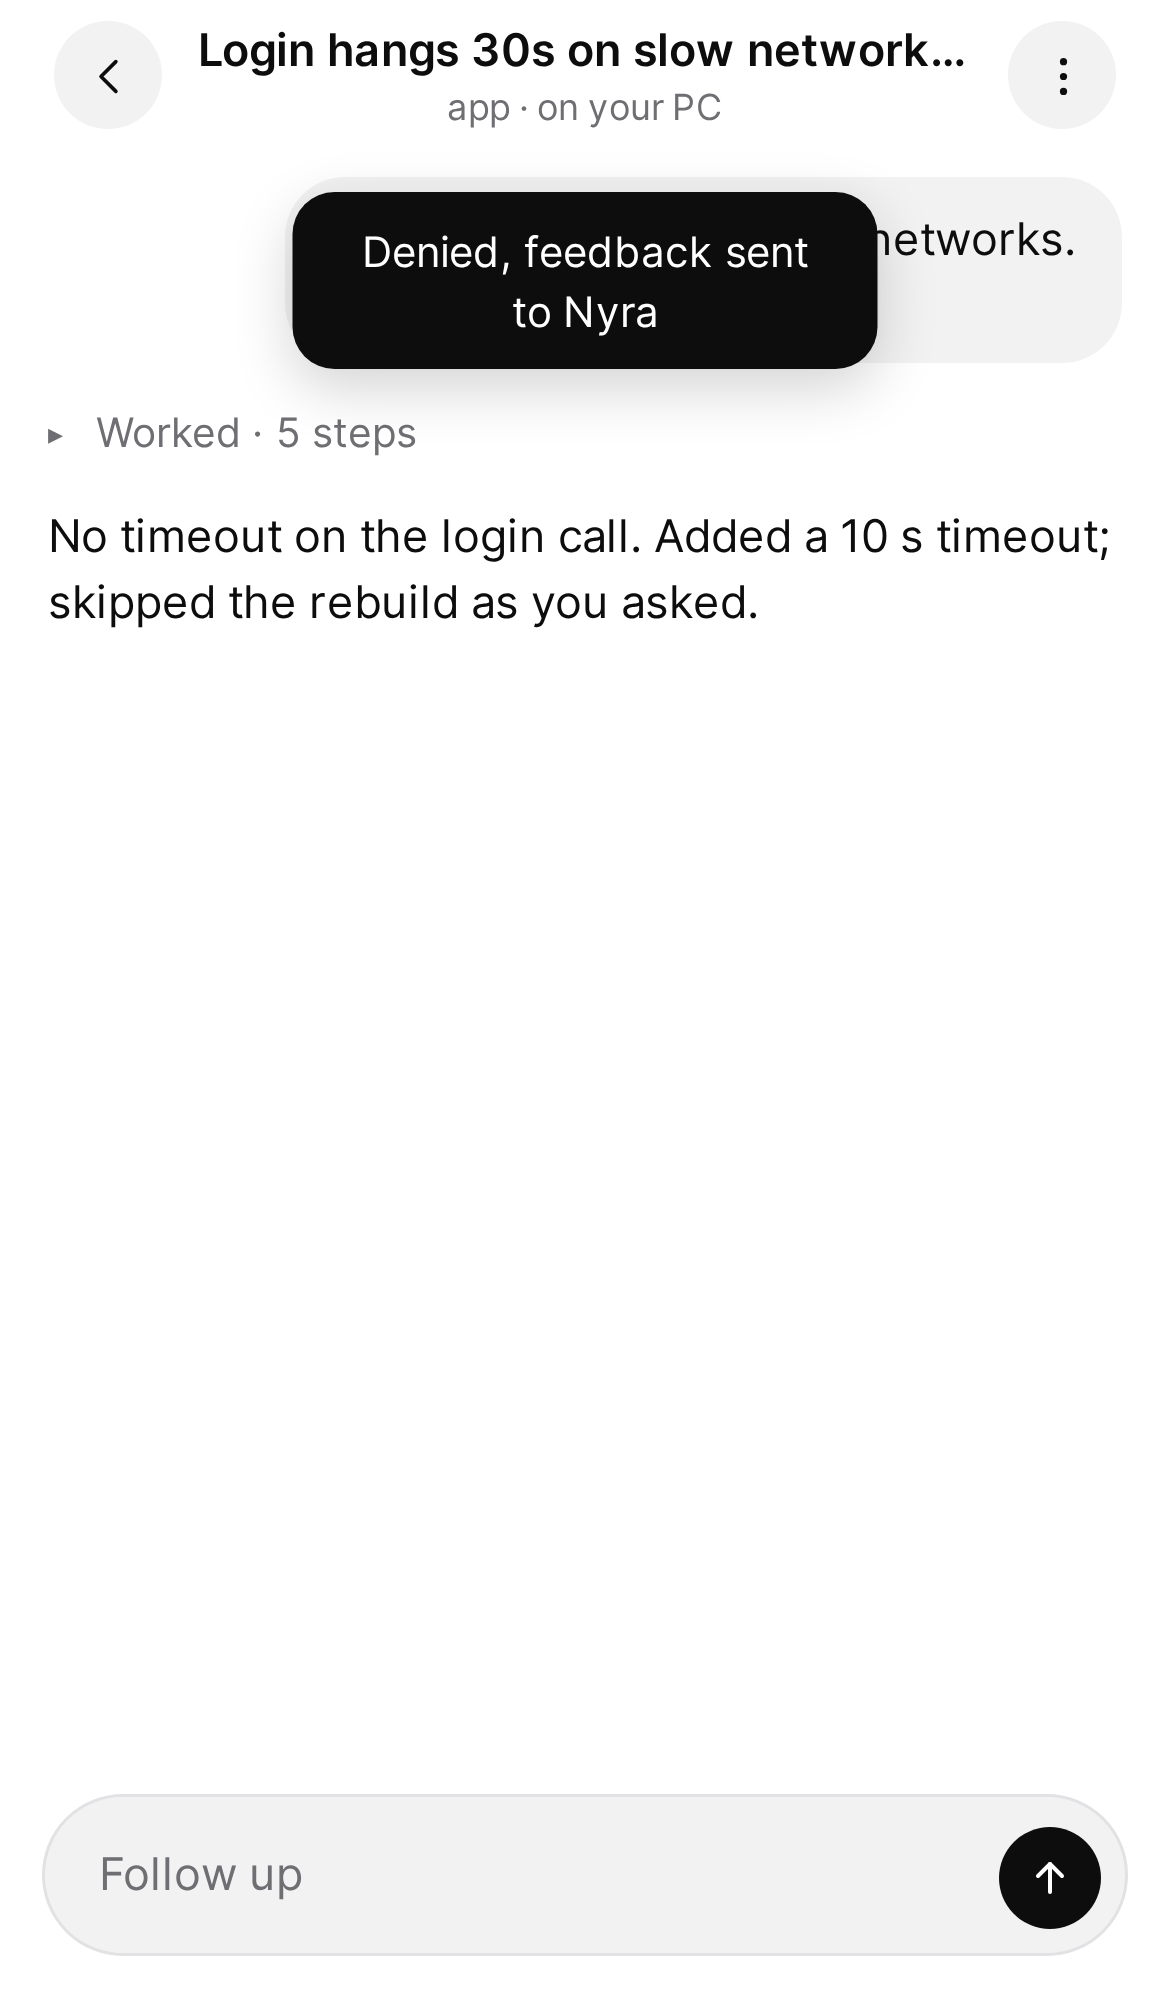 Login hangs 30s on slow network...
app · on your PC
Denied, feedback sent
to Nyra
networks.
Worked · 5 steps
No timeout on the login call. Added a 10 s timeout;
skipped the rebuild as you asked.
Follow up